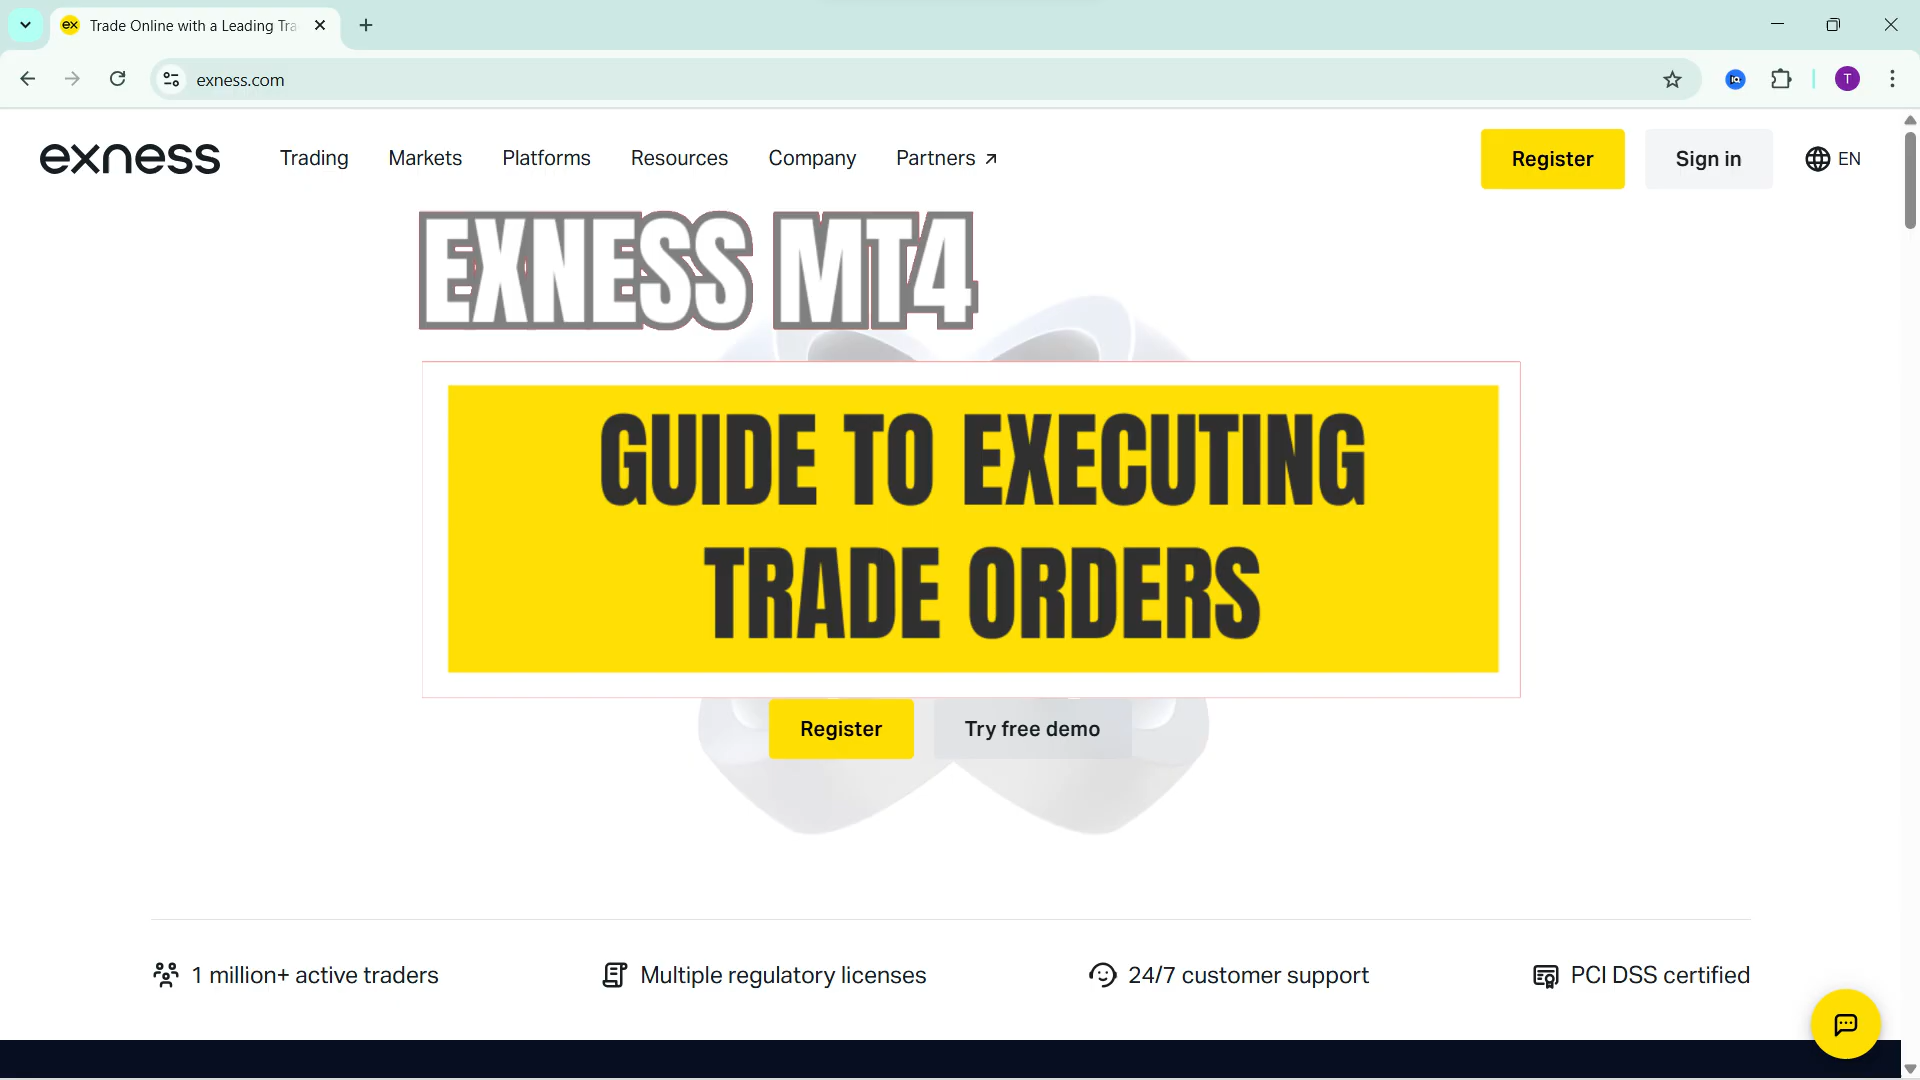 ex Trade Online with a Leading Tra
exness.com
T
exness
Trading
Markets
Platforms
Resources
Company
Partners
Register
Sign in
EN
EXNESS MT4
GUIDE TO EXECUTING
TRADE ORDERS
Register
Try free demo
1 million+ active traders
Multiple regulatory licenses
24/7 customer support
PCI DSS certified